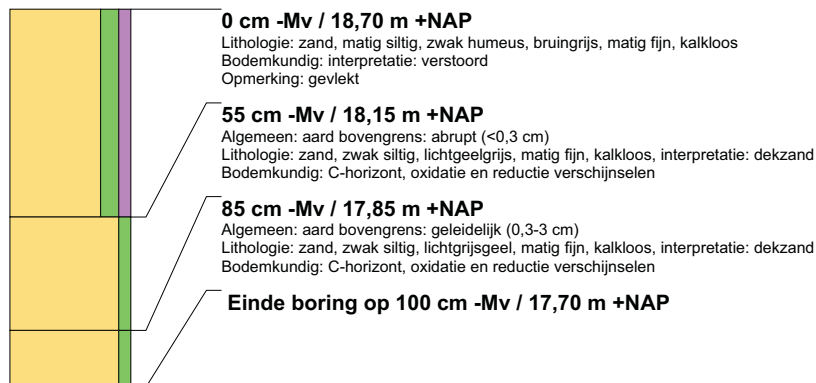 0 cm -Mv / 18,70 m +NAP
Lithologie: zand, matig siltig, zwak humeus, bruingrijs, matig fijn, kalkloos
Bodemkundig: interpretatie: verstoord
Opmerking: gevlekt
55 cm -Mv / 18,15 m +NAP
Algemeen: aard bovengrens: abrupt (<0,3 cm)
Lithologie: zand, zwak siltig, lichtgeelgrijs, matig fijn, kalkloos, interpretatie: dekzand
Bodemkundig: C-horizont, oxidatie en reductie verschijnselen
85 cm -Mv / 17,85 m +NAP
Algemeen: aard bovengrens: geleidelijk (0,3-3 cm)
Lithologie: zand, zwak siltig, lichtgrijsgeel, matig fijn, kalkloos, interpretatie: dekzand
Bodemkundig: C-horizont, oxidatie en reductie verschijnselen
Einde boring op 100 cm -Mv / 17,70 m +NAP